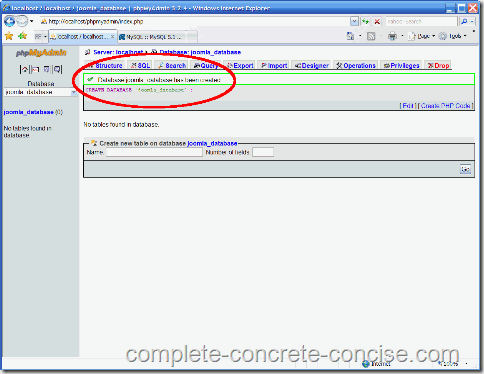 localhost / localhost / joomla_database | phpMyAdmin 3.2.4 - Windows Internet Explorer
http://localhost/phpmyadmin/index.php
localhost / localhost...
MySQL :: MySQL 5.1 ...
Page
Tools
phpMyAdmin
Server: localhost
Database: joomla_database
Structure
SQL
Search
Query
Export
Import
Designer
Operations
Privileges
Drop
Database
joomla_database
Database joomla_database has been created.
CREATE DATABASE `joomla_database` ;
[ Edit ] [ Create PHP Code ]
joomla_database (0)
No tables found in
database.
No tables found in database.
Create new table on database joomla_database
Name:
Number of fields:
Go
complete-concrete-concise.com
Internet